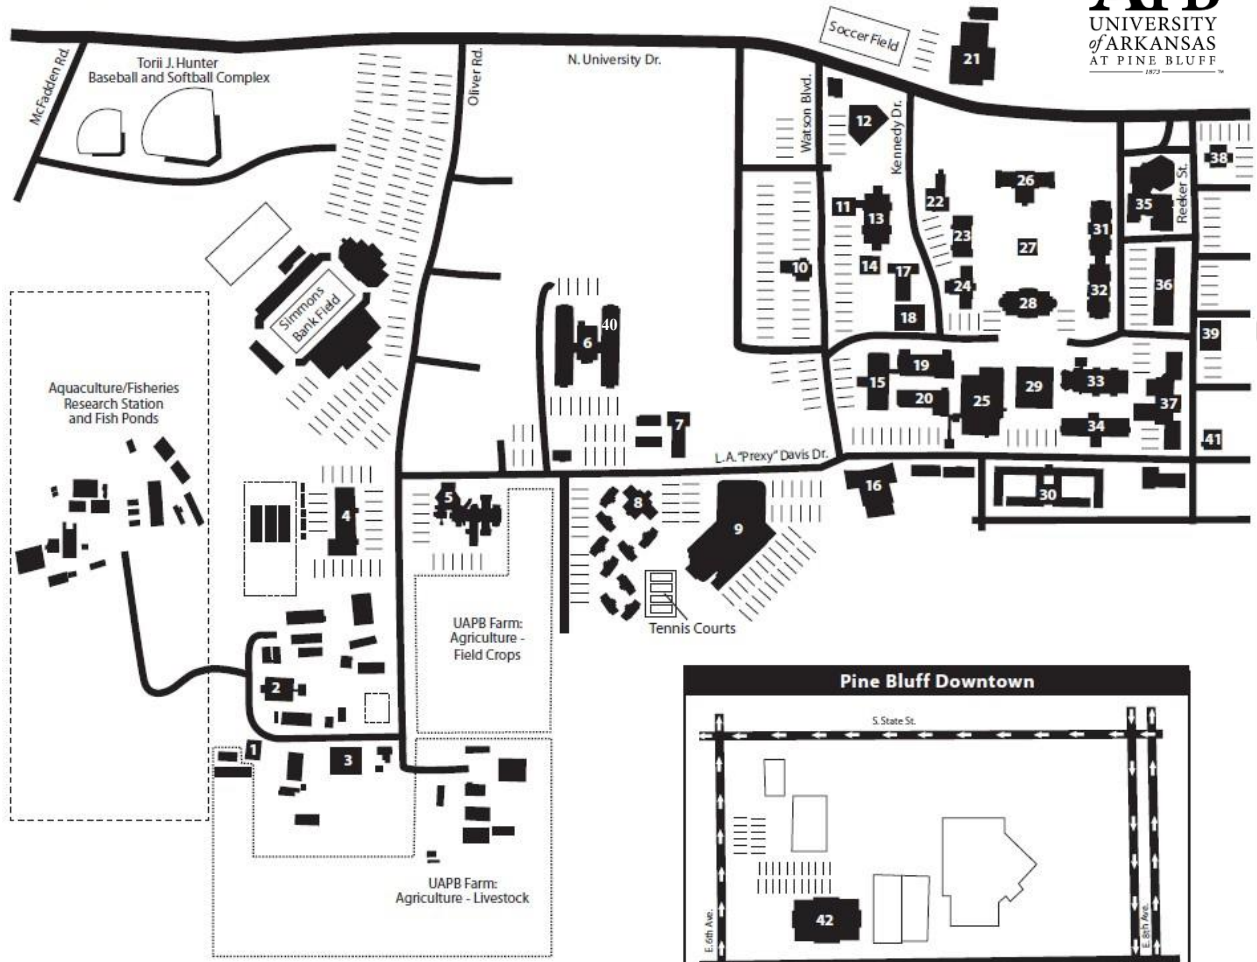 UNIVERSITY
of ARKANSAS
AT PINE BLUFF
1873
McFadden Rd.
Torii J. Hunter
Baseball and Softball Complex
Oliver Rd.
N. University Dr.
Soccer Field
21
Watson Blvd.
12
Kennedy Dr.
38
Reeker St.
26
35
22
11
13
31
23
27
14
17
10
24
32
36
28
18
Simmons
Bank Field
40
6
39
19
15
29
33
20
25
37
34
7
41
Aquaculture/Fisheries
Research Station
and Fish Ponds
L.A. "Prexy" Davis Dr.
16
30
5
8
4
9
Tennis Courts
UAPB Farm:
Agriculture -
Field Crops
2
1
3
UAPB Farm:
Agriculture - Livestock
Pine Bluff Downtown
S. State St.
E. 6th Ave.
42
E. 8th Ave.